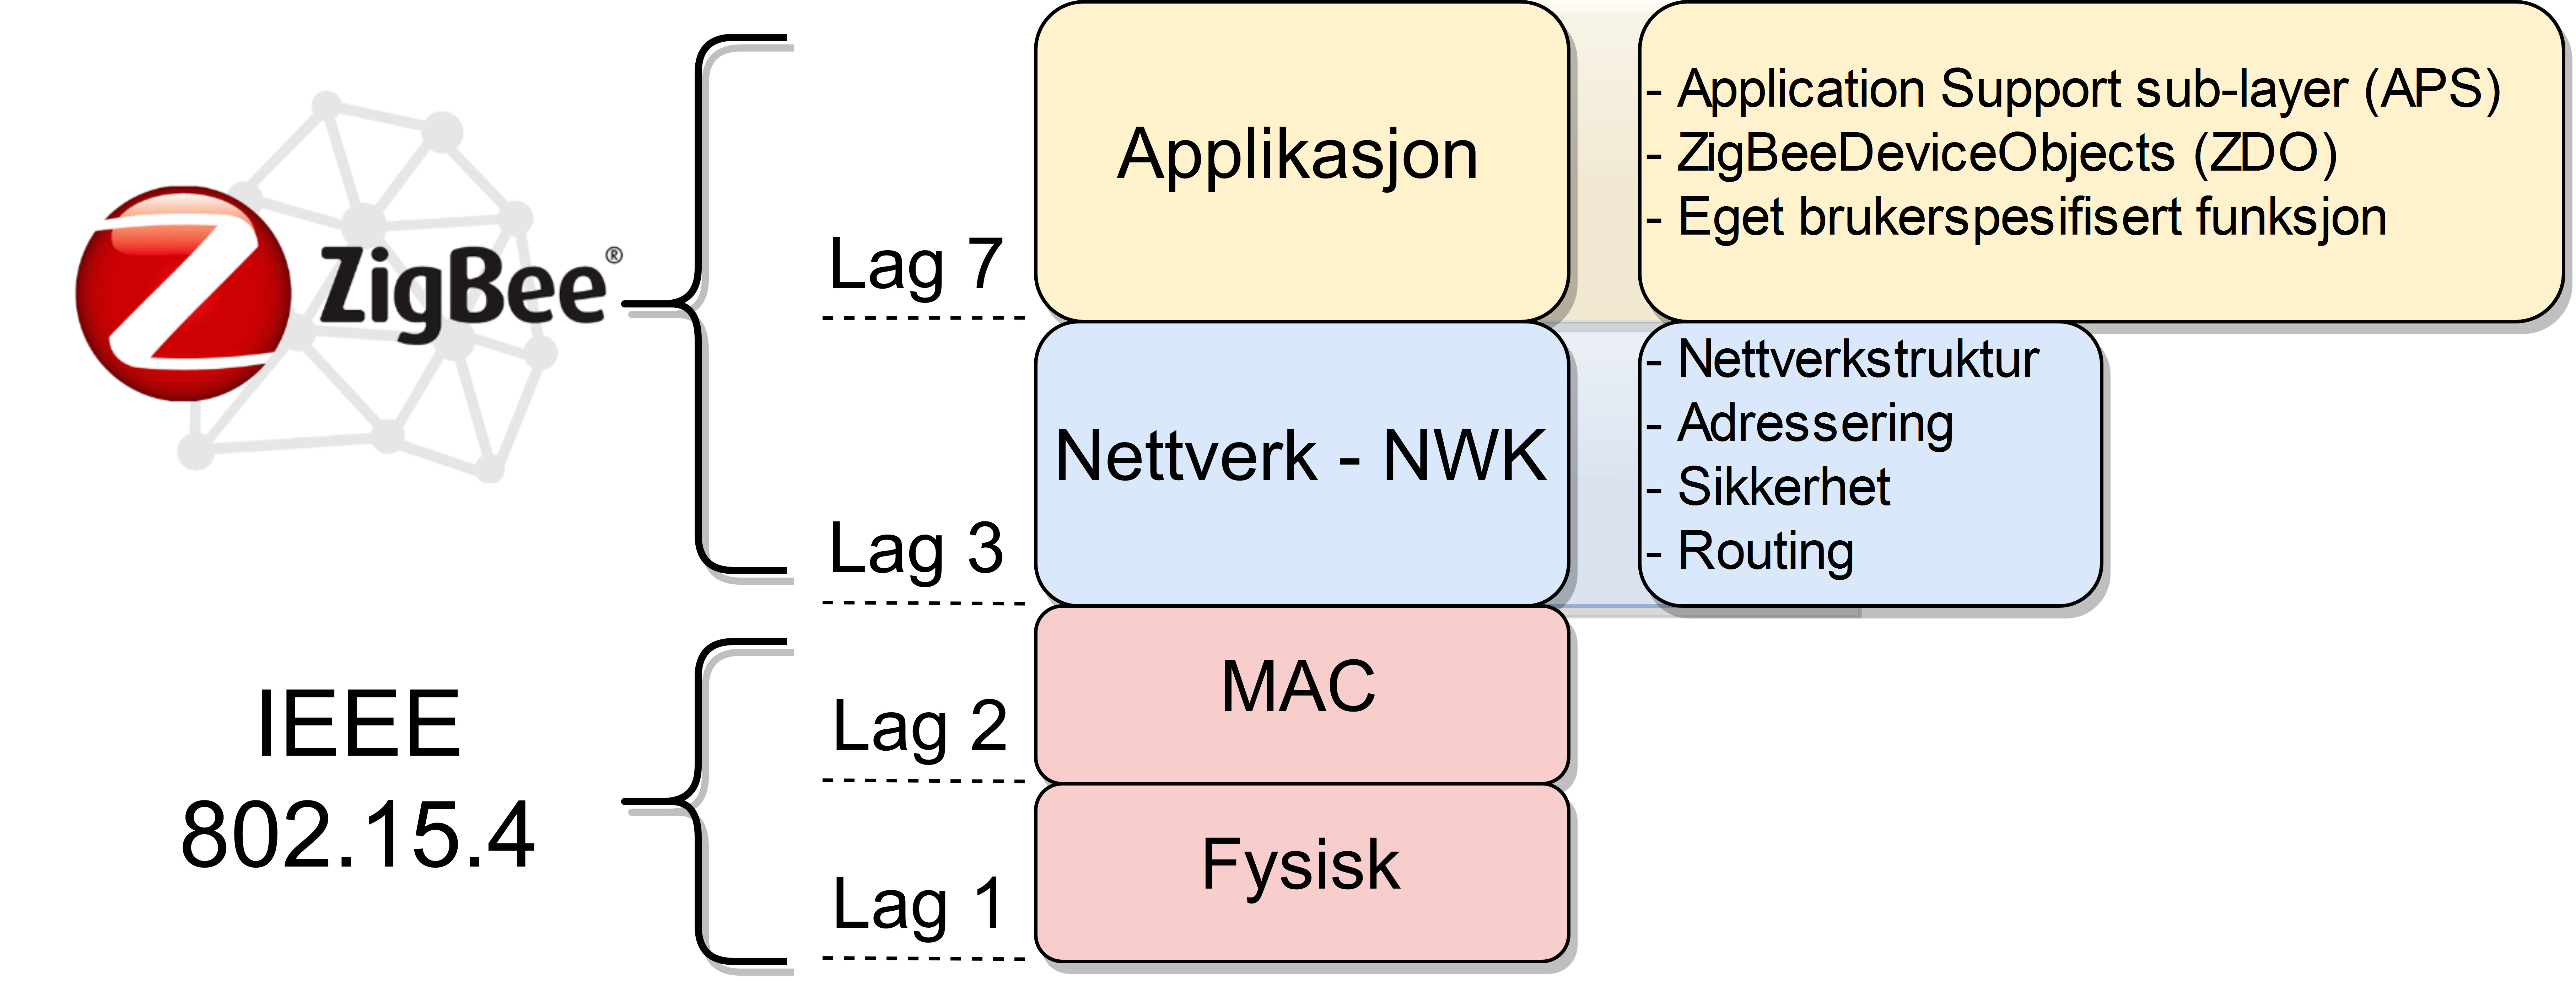 ZigBee®
IEEE
802.15.4
Lag 7
Lag 3
Lag 2
Lag 1
Applikasjon
Nettverk - NWK
MAC
Fysisk
- Application Support sub-layer (APS)
- ZigBeeDeviceObjects (ZDO)
- Eget brukerspesifisert funksjon
- Nettverkstruktur
- Adressering
- Sikkerhet
- Routing